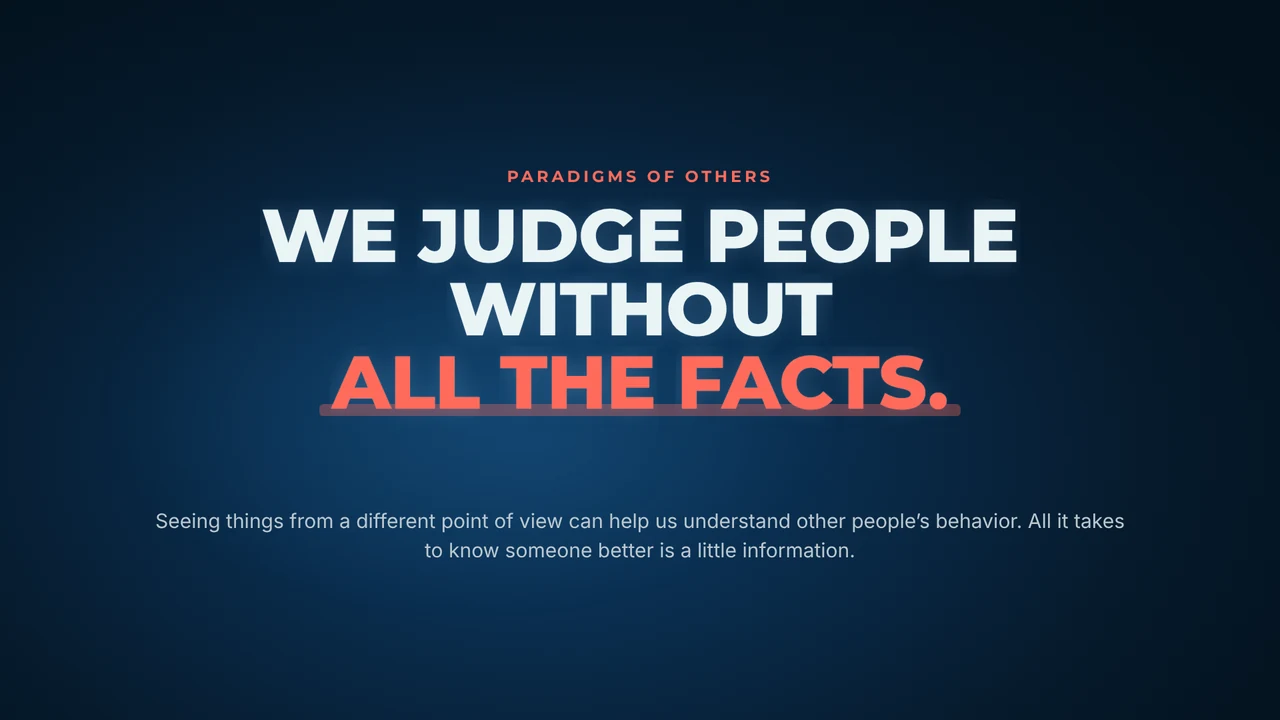 PARADIGMS OF OTHERS
WE JUDGE PEOPLE
WITHOUT
ALL THE FACTS.
Seeing things from a different point of view can help us understand other people’s behavior. All it takes
to know someone better is a little information.